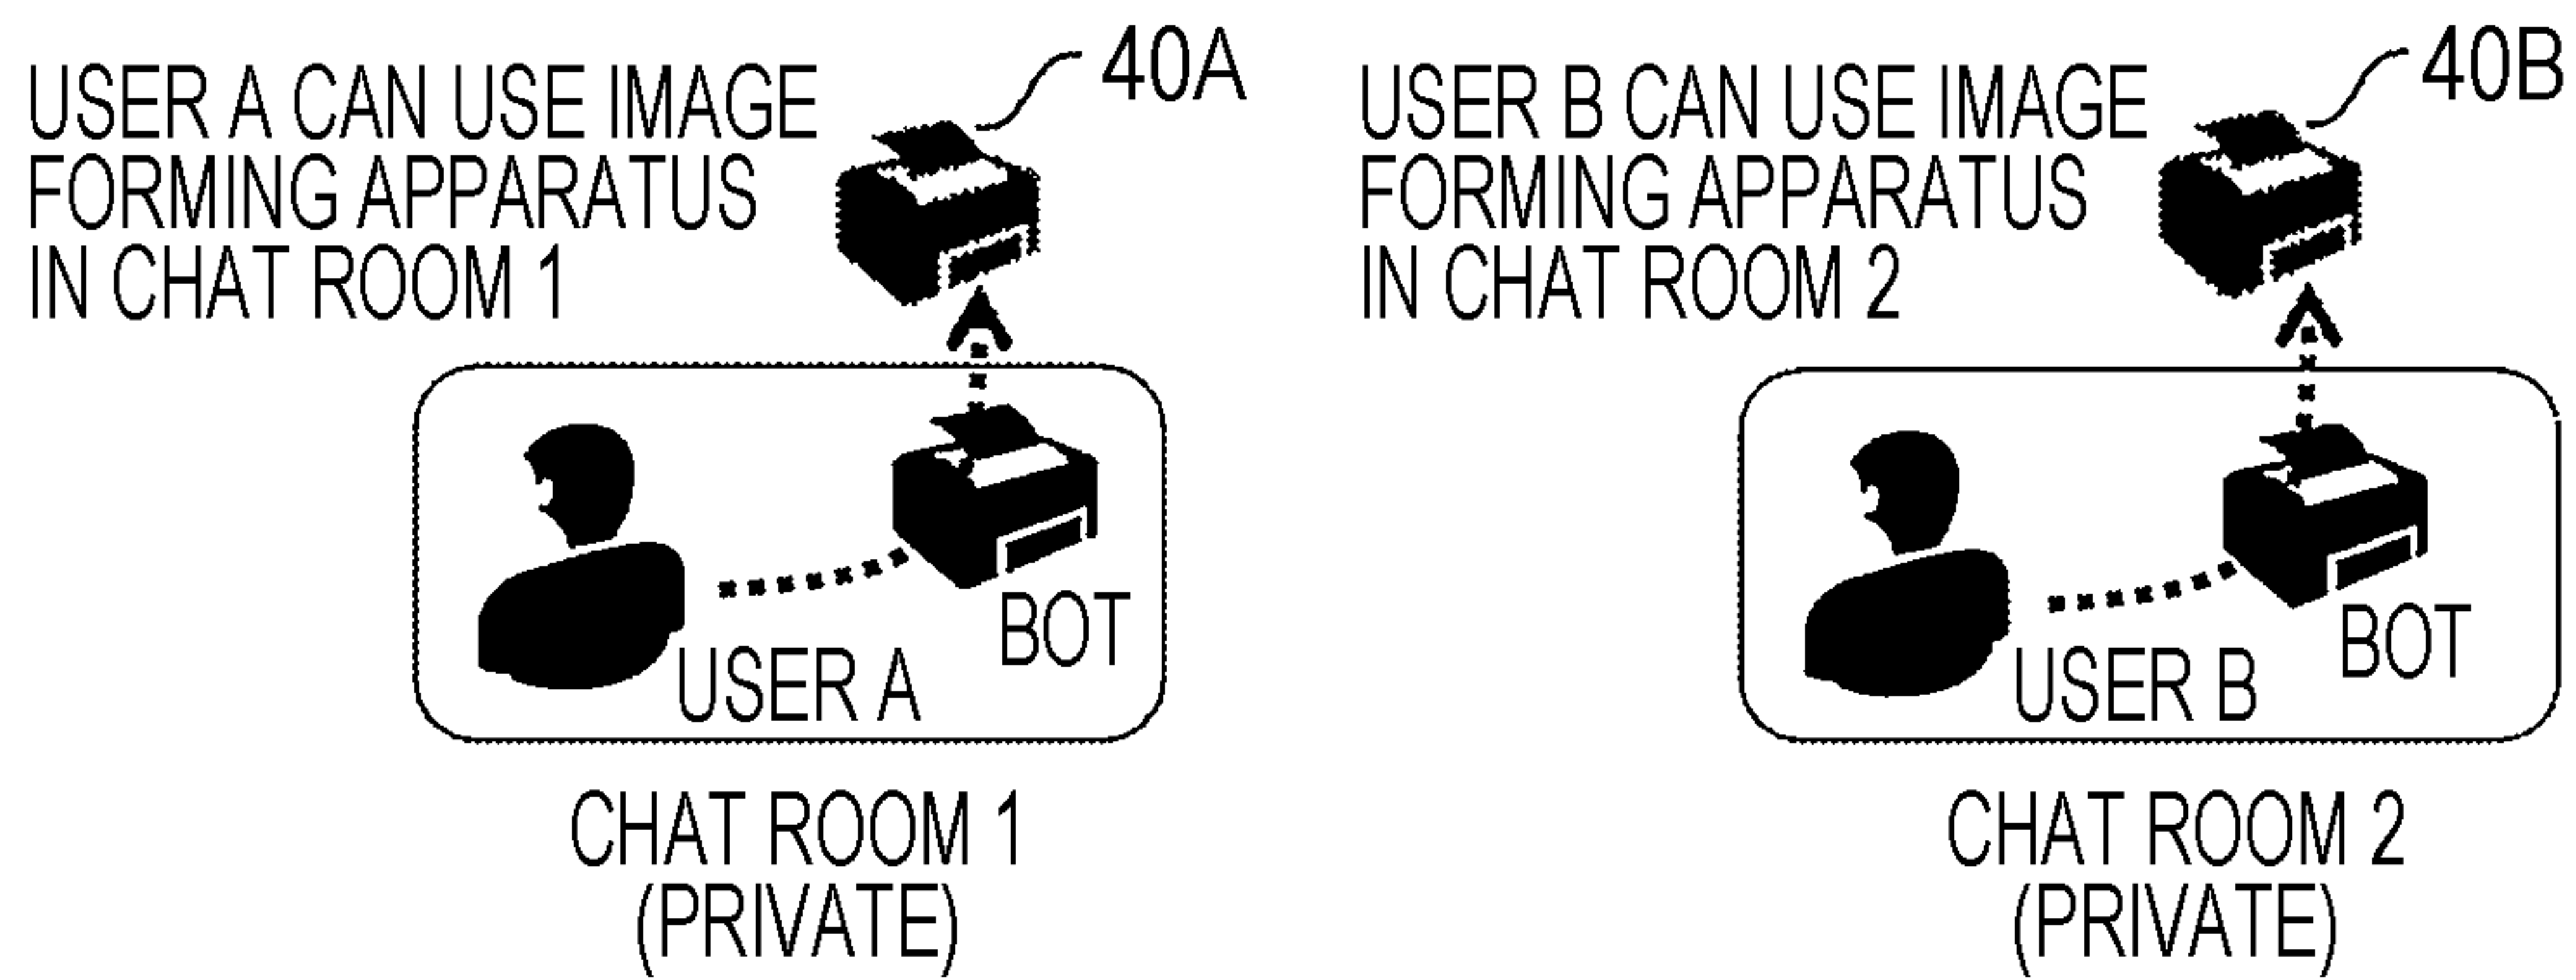 USER A CAN USE IMAGE
FORMING APPARATUS
IN CHAT ROOM 1
40A
BOT
USER A
CHAT ROOM 1
(PRIVATE)
USER B CAN USE IMAGE
FORMING APPARATUS
IN CHAT ROOM 2
40B
BOT
USER B
CHAT ROOM 2
(PRIVATE)